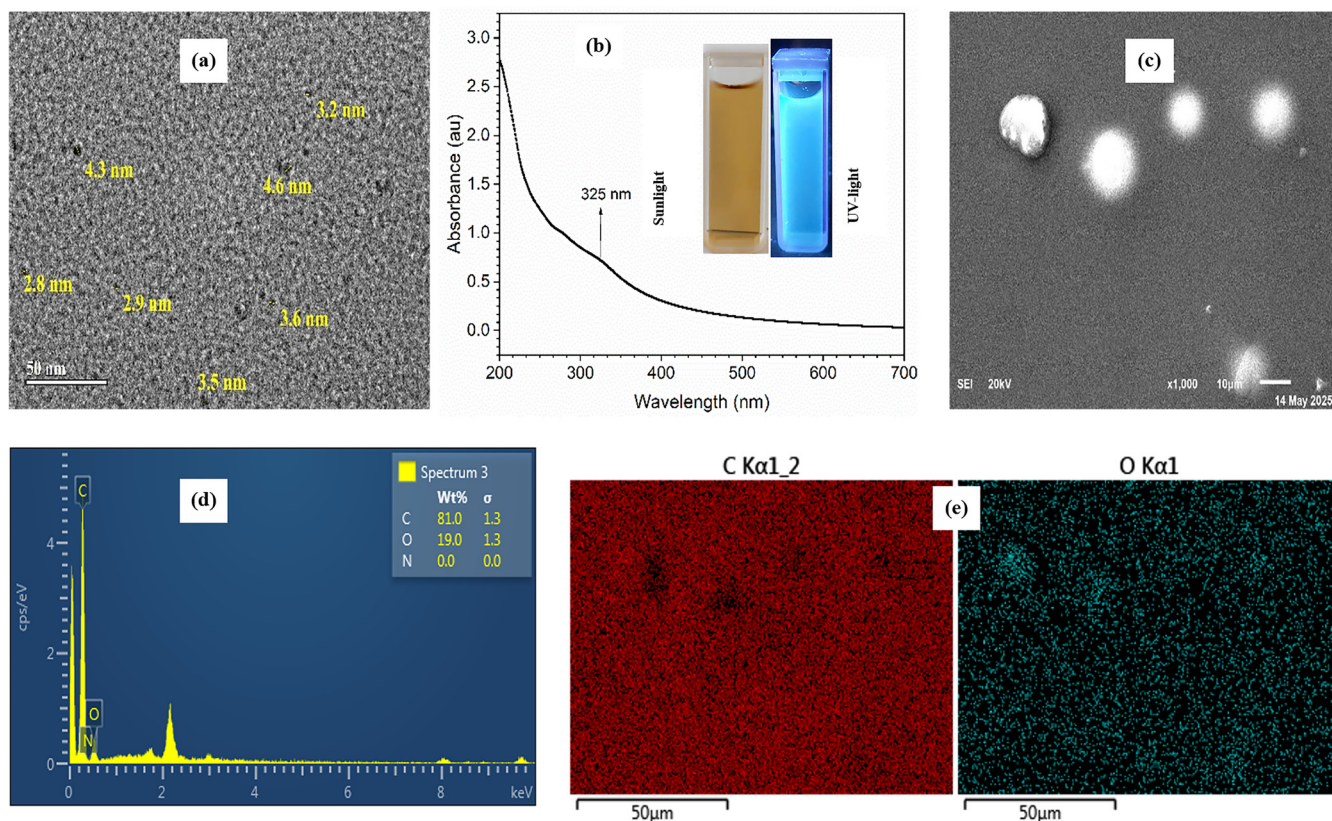 (a)
3.2 nm
4.3 nm
4.6 nm
2.8 nm
2.9 nm
3.6 nm
3.5 nm
50 nm
(b)
325 nm
Sunlight
UV-light
Absorbance (au)
3.0
2.5
2.0
1.5
1.0
0.5
0.0
200 300 400 500 600 700
Wavelength (nm)
(c)
SEI 20kV x1,000 10μm
14 May 2025
(d)
Spectrum 3
Wt% σ
C 81.0 1.3
O 19.0 1.3
N 0.0 0.0
C
O
N
cps/eV
4
2
0
0 2 4 6 8 keV
(e)
C Kα1_2
O Kα1
50μm
50μm